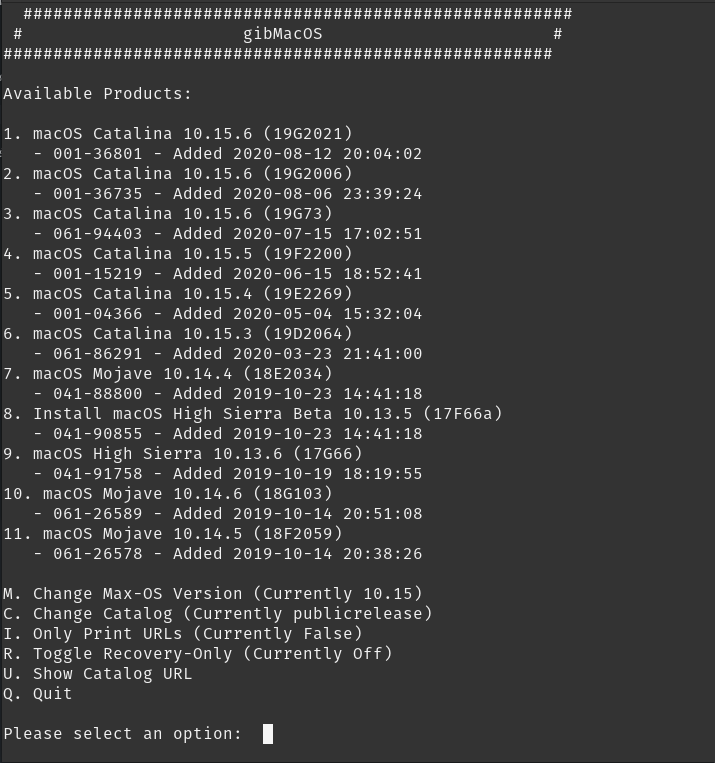 #######################################################
# gibMacOS #
#######################################################
Available Products:
1. macOS Catalina 10.15.6 (19G2021)
- 001-36801 - Added 2020-08-12 20:04:02
2. macOS Catalina 10.15.6 (19G2006)
- 001-36735 - Added 2020-08-06 23:39:24
3. macOS Catalina 10.15.6 (19G73)
- 061-94403 - Added 2020-07-15 17:02:51
4. macOS Catalina 10.15.5 (19F2200)
- 001-15219 - Added 2020-06-15 18:52:41
5. macOS Catalina 10.15.4 (19E2269)
- 001-04366 - Added 2020-05-04 15:32:04
6. macOS Catalina 10.15.3 (19D2064)
- 061-86291 - Added 2020-03-23 21:41:00
7. macOS Mojave 10.14.4 (18E2034)
- 041-88800 - Added 2019-10-23 14:41:18
8. Install macOS High Sierra Beta 10.13.5 (17F66a)
- 041-90855 - Added 2019-10-23 14:41:18
9. macOS High Sierra 10.13.6 (17G66)
- 041-91758 - Added 2019-10-19 18:19:55
10. macOS Mojave 10.14.6 (18G103)
- 061-26589 - Added 2019-10-14 20:51:08
11. macOS Mojave 10.14.5 (18F2059)
- 061-26578 - Added 2019-10-14 20:38:26
M. Change Max-OS Version (Currently 10.15)
C. Change Catalog (Currently publicrelease)
I. Only Print URLs (Currently False)
R. Toggle Recovery-Only (Currently Off)
U. Show Catalog URL
Q. Quit
Please select an option: